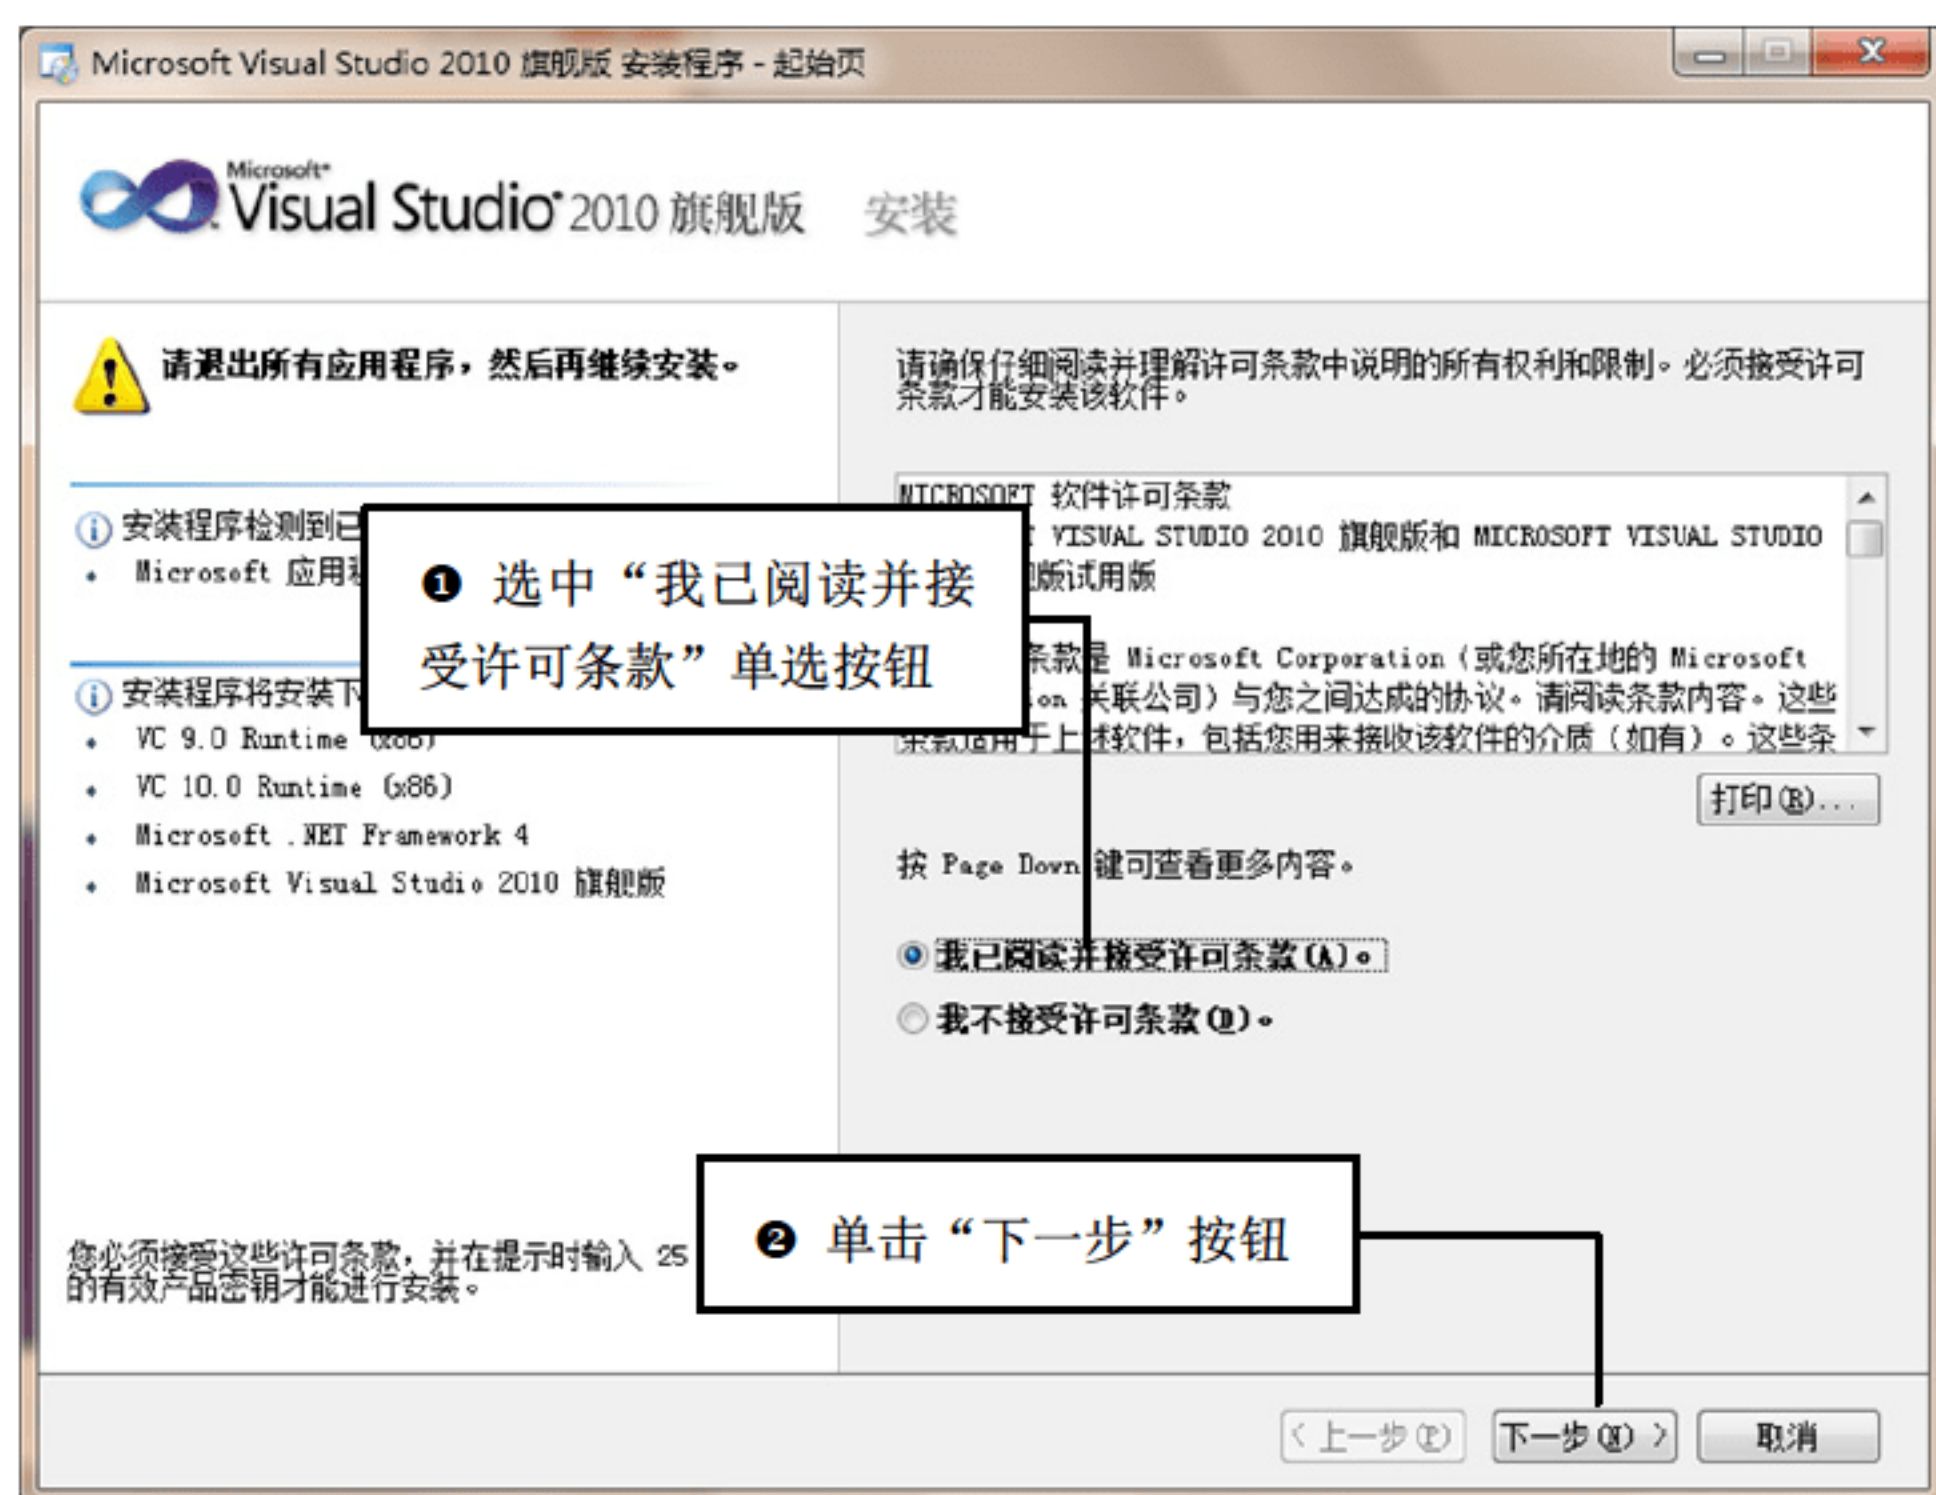 Microsoft Visual Studio 2010 旗舰版 安装程序 - 起始页
Microsoft
Visual Studio 2010 旗舰版 安装
请退出所有应用程序，然后再继续安装。
安装程序检测到已
Microsoft 应用程
安装程序将安装下
VC 9.0 Runtime (x86)
VC 10.0 Runtime (x86)
Microsoft .NET Framework 4
Microsoft Visual Studio 2010 旗舰版
您必须接受这些许可条款，并在提示时输入 25
的有效产品密钥才能进行安装。
请确保仔细阅读并理解许可条款中说明的所有权利和限制。必须接受许可
条款才能安装该软件。
MICROSOFT 软件许可条款
T VISUAL STUDIO 2010 旗舰版和 MICROSOFT VISUAL STUDIO
舰版试用版
条款是 Microsoft Corporation（或您所在地的 Microsoft
ion 关联公司）与您之间达成的协议。请阅读条款内容。这些
条款适用于上述软件，包括您用来接收该软件的介质（如有）。这些条
打印(R)...
按 Page Down 键可查看更多内容。
我已阅读并接受许可条款(A)。
我不接受许可条款(D)。
❶ 选中“我已阅读并接
受许可条款”单选按钮
❷ 单击“下一步”按钮
< 上一步(P)
下一步(N) >
取消